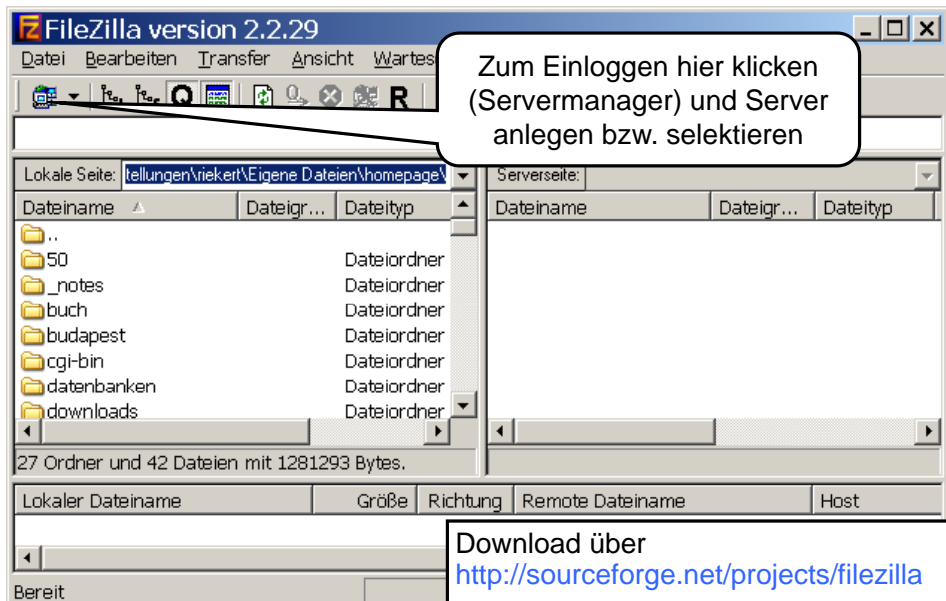 FileZilla version 2.2.29
Datei Bearbeiten Transfer Ansicht
Zum Einloggen hier klicken
(Servermanager) und Server
anlegen bzw. selektieren
Q R
Lokale Seite: tellungen\riekert\Eigene Dateien\homepage\
Serverseite:
Dateiname Dateigr... Dateityp
Dateiname Dateigr... Dateityp
..
50 Dateiordner
_notes Dateiordner
buch Dateiordner
budapest Dateiordner
cgi-bin Dateiordner
datenbanken Dateiordner
downloads Dateiordner
27 Ordner und 42 Dateien mit 1281293 Bytes.
Lokaler Dateiname Größe Richtung Remote Dateiname Host
Download über
http://sourceforge.net/projects/filezilla
Bereit